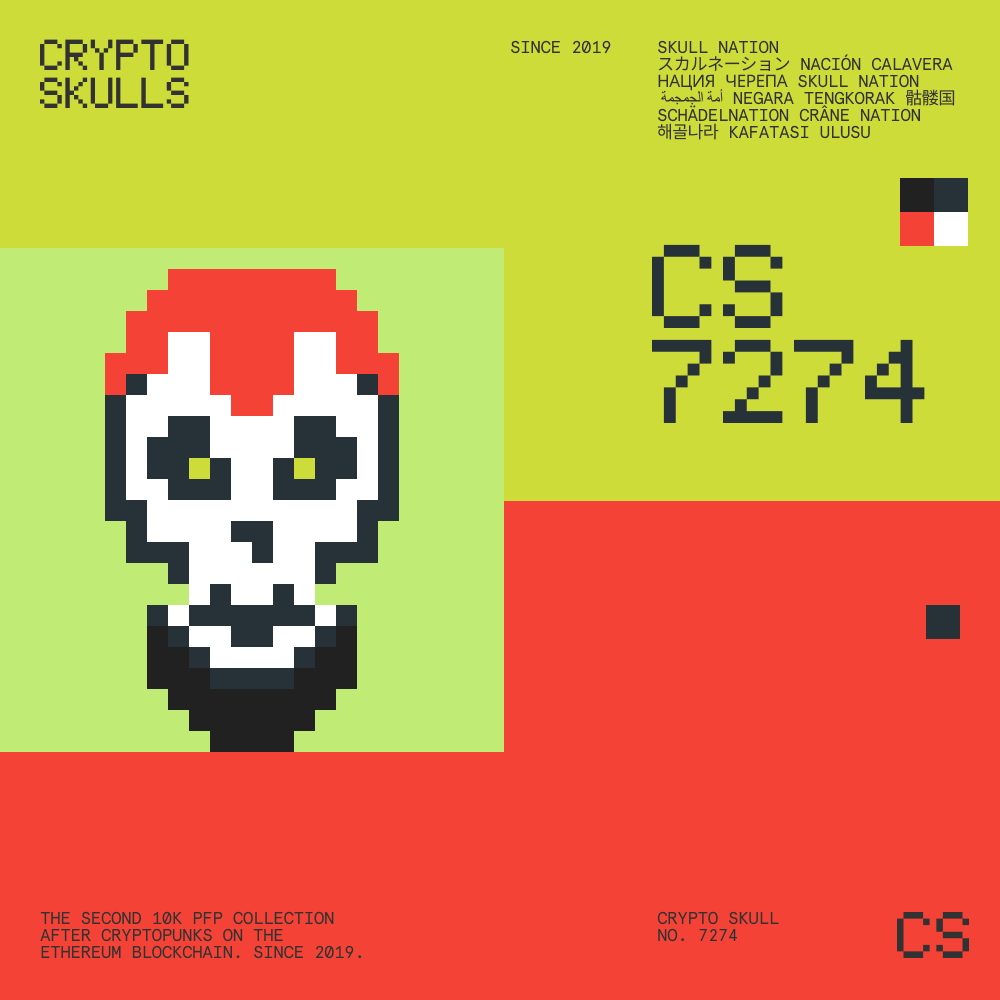 CRYPTO
SKULLS
SINCE 2019
SKULL NATION
スカルネーション NACIÓN CALAVERA
НАЦИЯ ЧЕРЕПА SKULL NATION
أمة الجمجمة NEGARA TENGKORAK 骷髅国
SCHÄDELNATION CRÂNE NATION
해골나라 KAFATASI ULUSU
CS
7274
THE SECOND 10K PFP COLLECTION
AFTER CRYPTOPUNKS ON THE
ETHEREUM BLOCKCHAIN. SINCE 2019.
CRYPTO SKULL
NO. 7274
CS